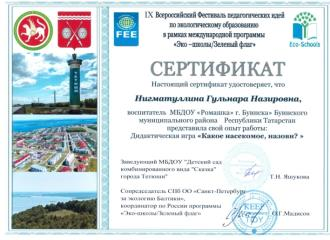 IX Всероссийский Фестиваль педагогических идей
по экологическому образованию
в рамках международной программы
«Эко –школы/Зеленый флаг»
FEE
Eco-Schools
СЕРТИФИКАТ
Настоящий сертификат удостоверяет, что
Нигматуллина Гульнара Назировна,
воспитатель МБДОУ «Ромашка» г. Буинска» Буинского
муниципального района Республики Татарстан
представила свой опыт работы:
Дидактическая игра «Какое насекомое, назови? »
Заведующий МБДОУ "Детский сад
комбинированного вида "Сказка"
города Тетюши"
Т.Н. Яшукова
Сопредседатель СПб ОО «Санкт-Петербург
за экологию Балтики»,
координатор по России программы
«Эко-школы/Зеленый флаг»
О.Г.Мадисон